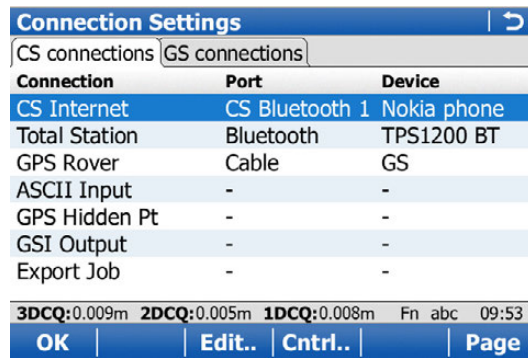 Connection Settings
CS connections GS connections
Connection Port Device
CS Internet CS Bluetooth 1 Nokia phone
Total Station Bluetooth TPS1200 BT
GPS Rover Cable GS
ASCII Input - -
GPS Hidden Pt - -
GSI Output - -
Export Job - -
3DCQ:0.009m 2DCQ:0.005m 1DCQ:0.008m Fn abc 09:53
OK Edit.. Cntrl.. Page